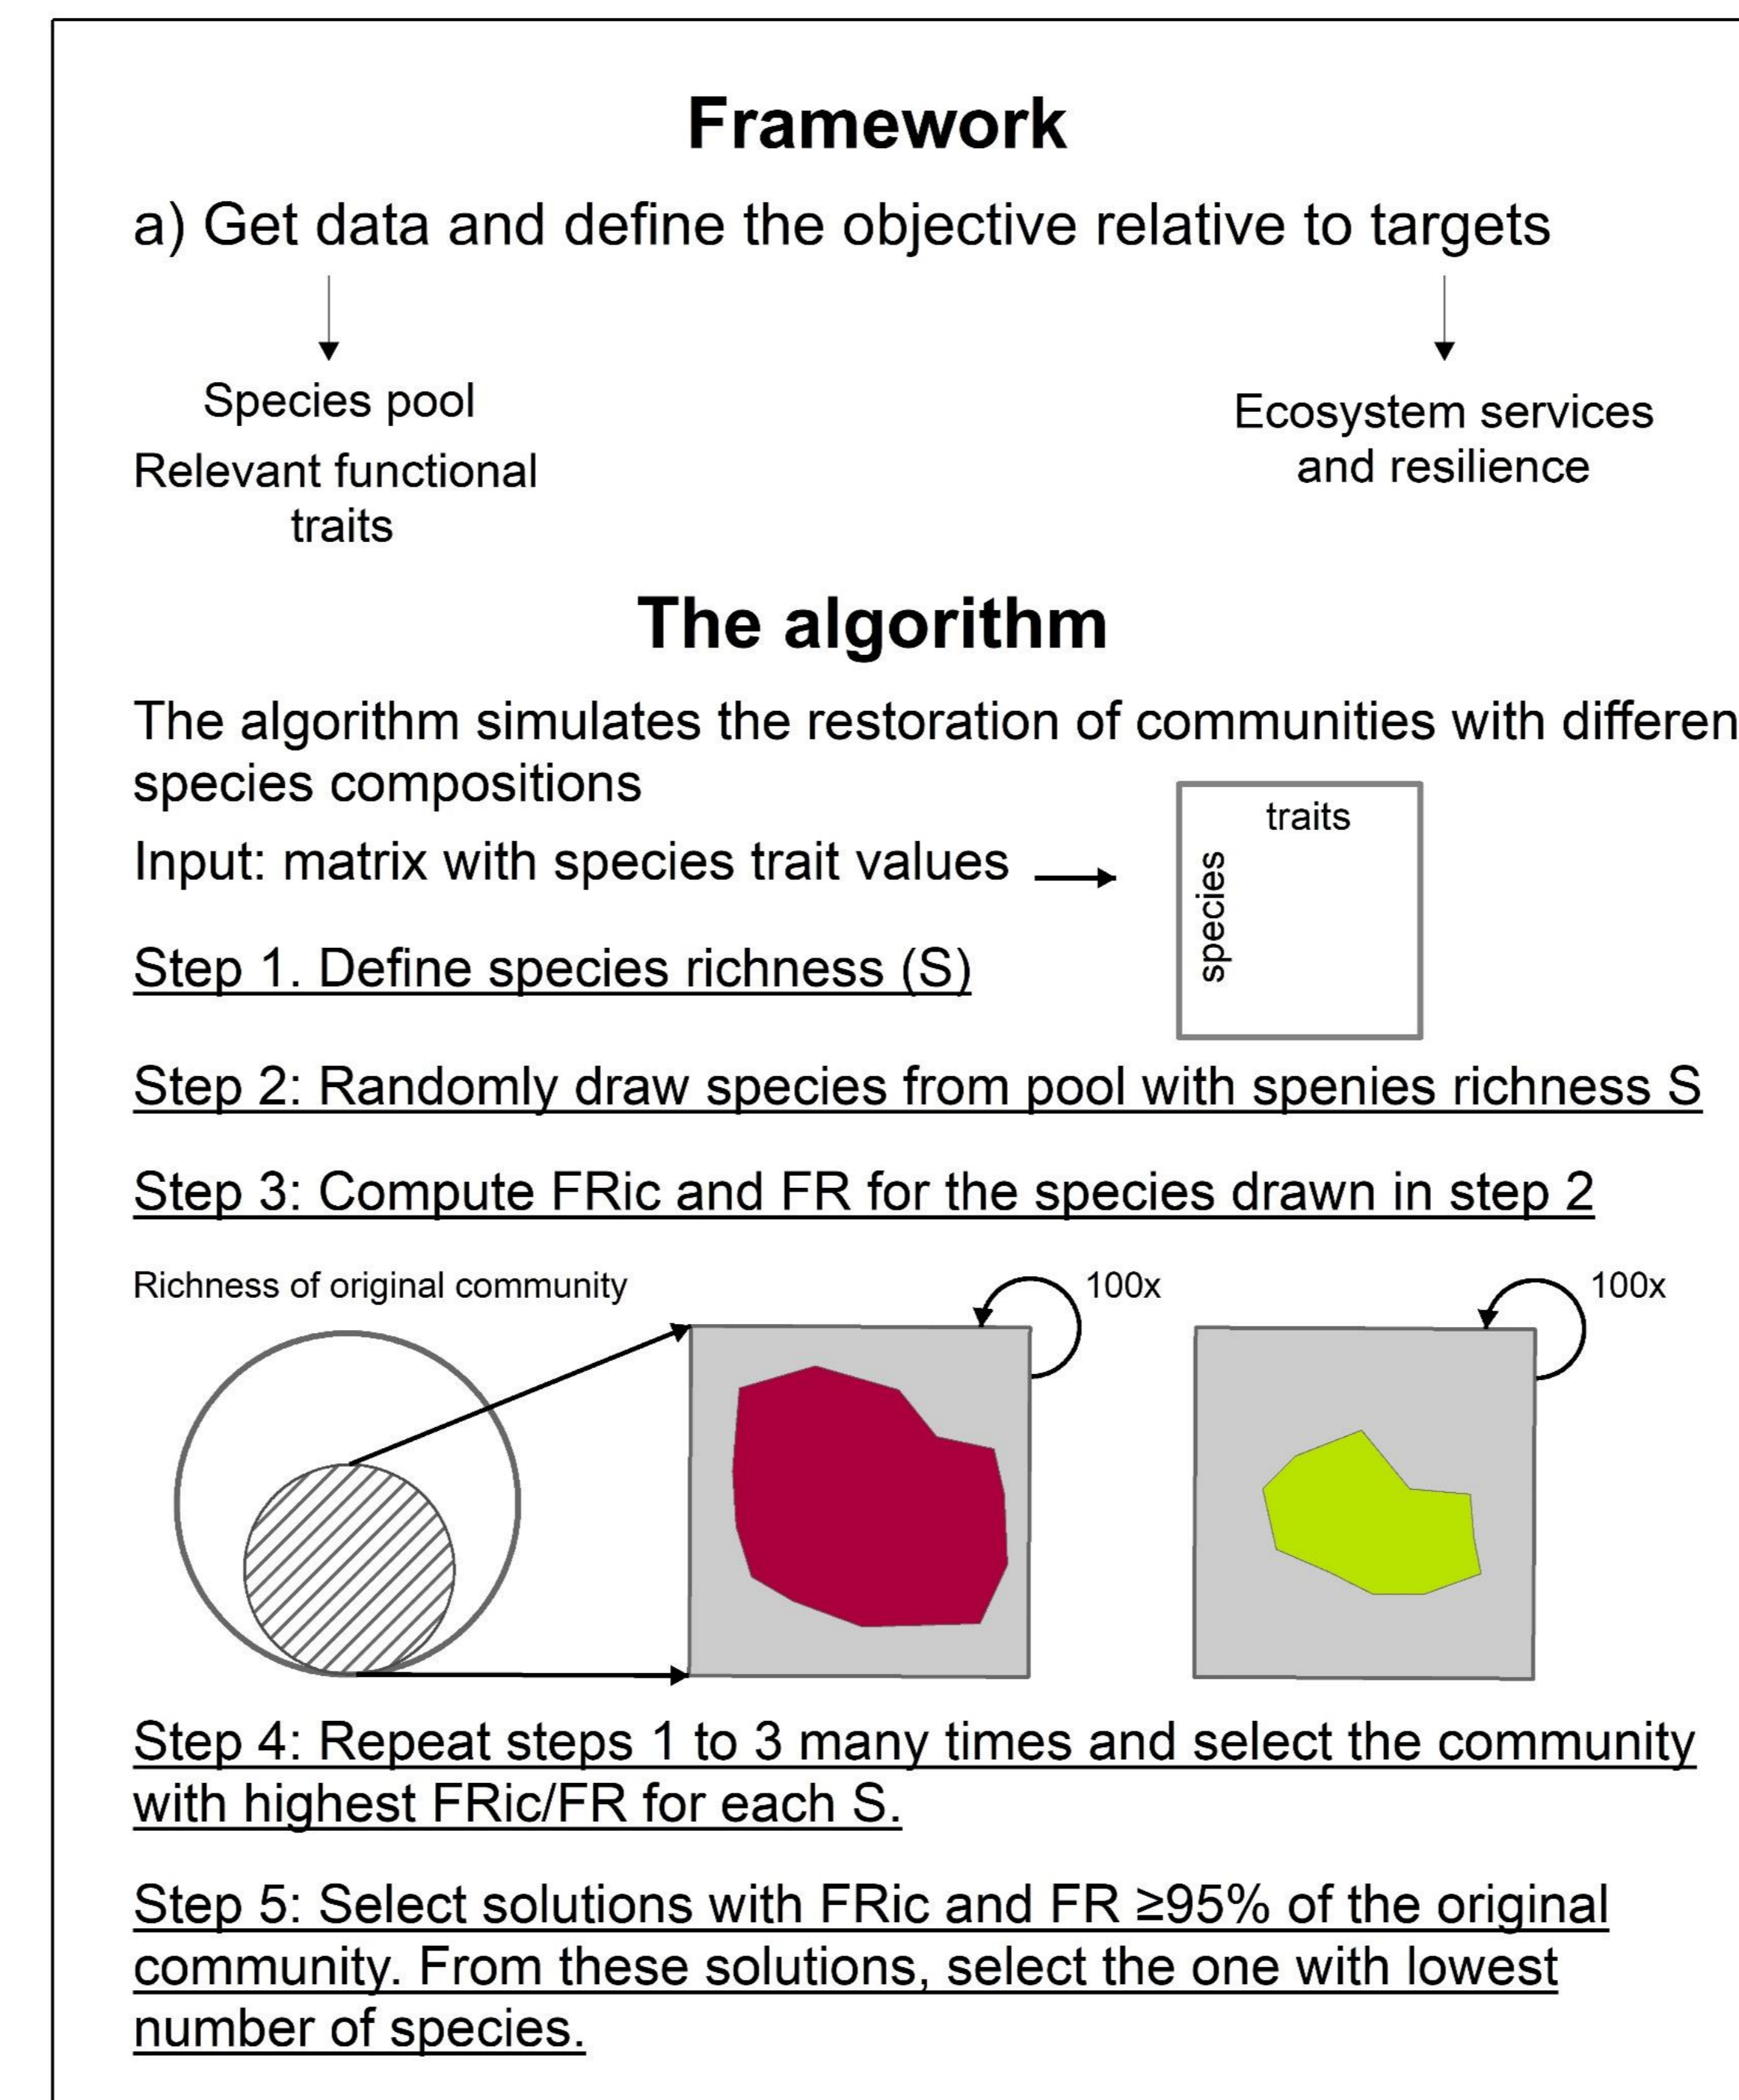 Framework
a) Get data and define the objective relative to targets
Species pool
Relevant functional
traits
Ecosystem services
and resilience
The algorithm
The algorithm simulates the restoration of communities with differen
species compositions
Input: matrix with species trait values
traits
species
Step 1. Define species richness (S)
Step 2: Randomly draw species from pool with spenies richness S
Step 3: Compute FRic and FR for the species drawn in step 2
Richness of original community
100x
100x
Step 4: Repeat steps 1 to 3 many times and select the community
with highest FRic/FR for each S.
Step 5: Select solutions with FRic and FR ≥95% of the original
community. From these solutions, select the one with lowest
number of species.